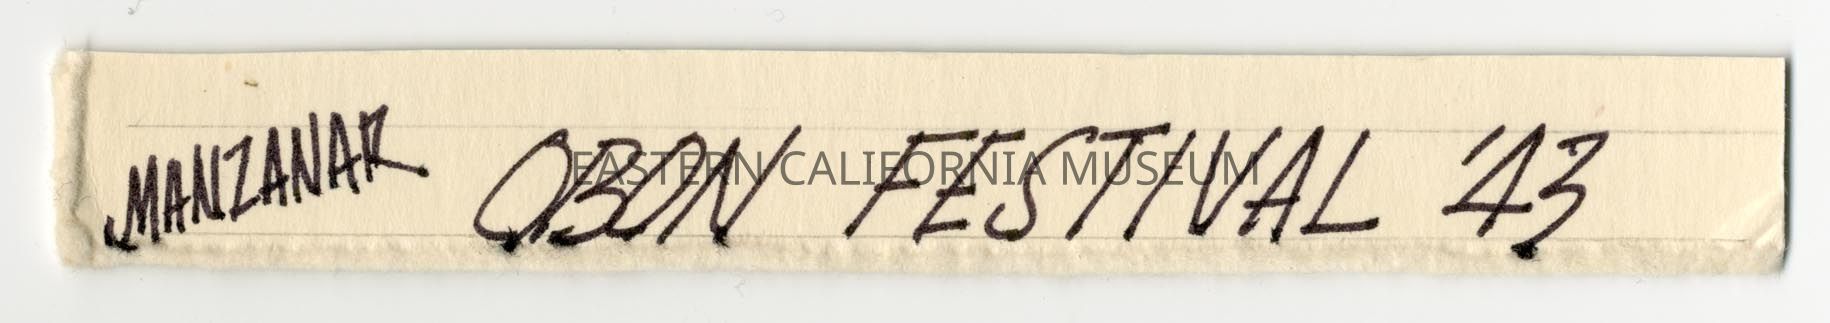 MANZANAR OBON FESTIVAL '43
EASTERN CALIFORNIA MUSEUM